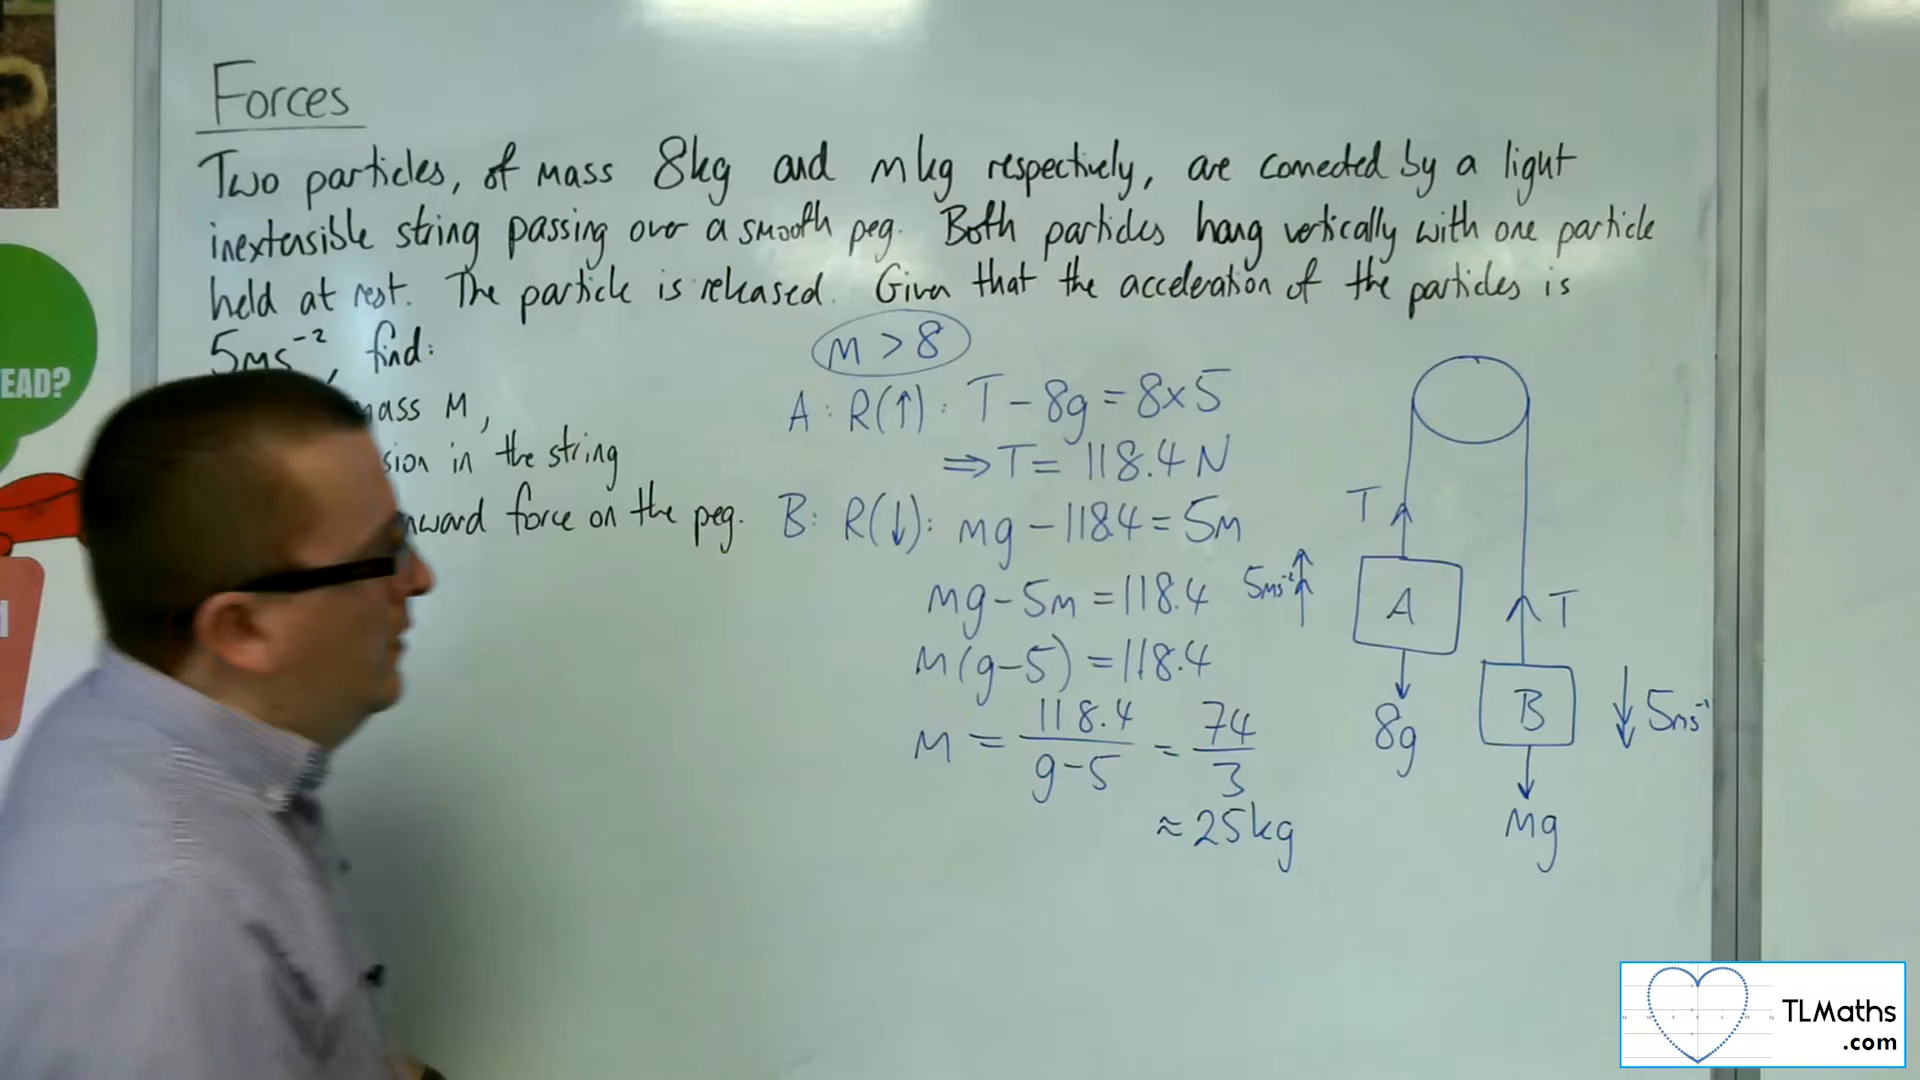 Forces
Two particles, of mass 8kg and mkg respectively, are connected by a light
inextensible string passing over a smooth peg. Both particles hang vertically with one particle
held at rest. The particle is released. Given that the acceleration of the particles is
5ms⁻², find:
mass M,
in the string
force on the peg.
M > 8
A: R(↑): T - 8g = 8×5
⇒ T = 118.4 N
B: R(↓): mg - 118.4 = 5m
mg - 5m = 118.4
M(g-5) = 118.4
M = 118.4/(g-5) = 74/3
≈ 25kg
T
5ms⁻²
A
8g
T
B
5ms⁻¹
Mg
EAD?
TLMaths
.com